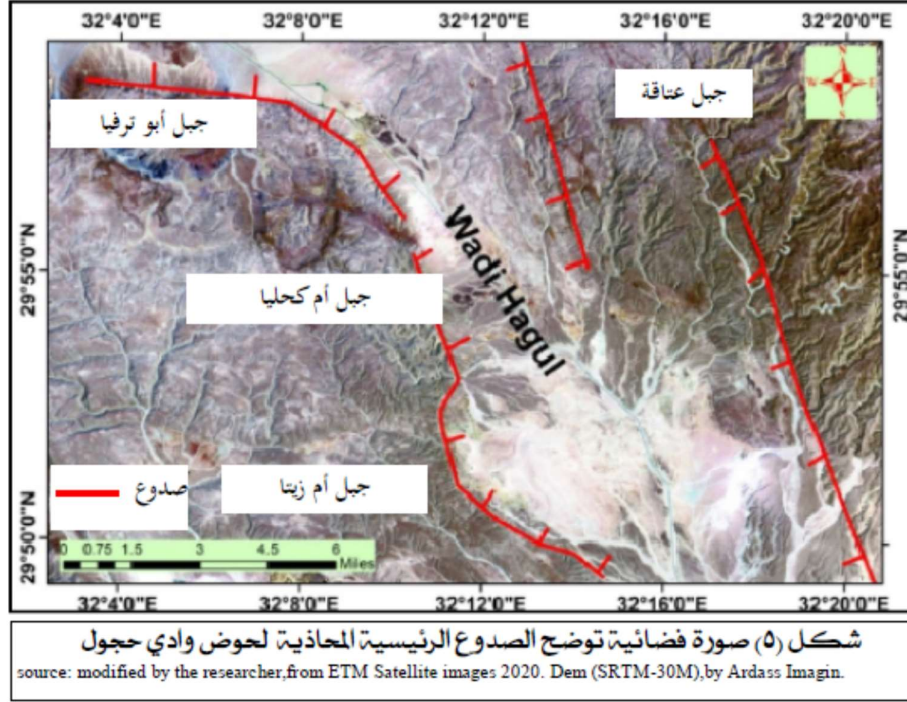 32°4'0"E 32°8'0"E 32°12'0"E 32°16'0"E 32°20'0"E
N
W E
S
جبل عتاقة
جبل أبو ترفيا
Wadi Hagul
29°55'0"N
29°55'0"N
جبل أم كحليا
جبل أم زيتا
صدوع
29°50'0"N
0 0.75 1.5 3 4.5 6
Miles
32°4'0"E 32°8'0"E 32°12'0"E 32°16'0"E 32°20'0"E
شكل (٥) صورة فضائية توضح الصدوع الرئيسية المحاذية لحوض وادي حجول
source: modified by the researcher,from ETM Satellite images 2020. Dem (SRTM-30M),by Ardass Imagin.